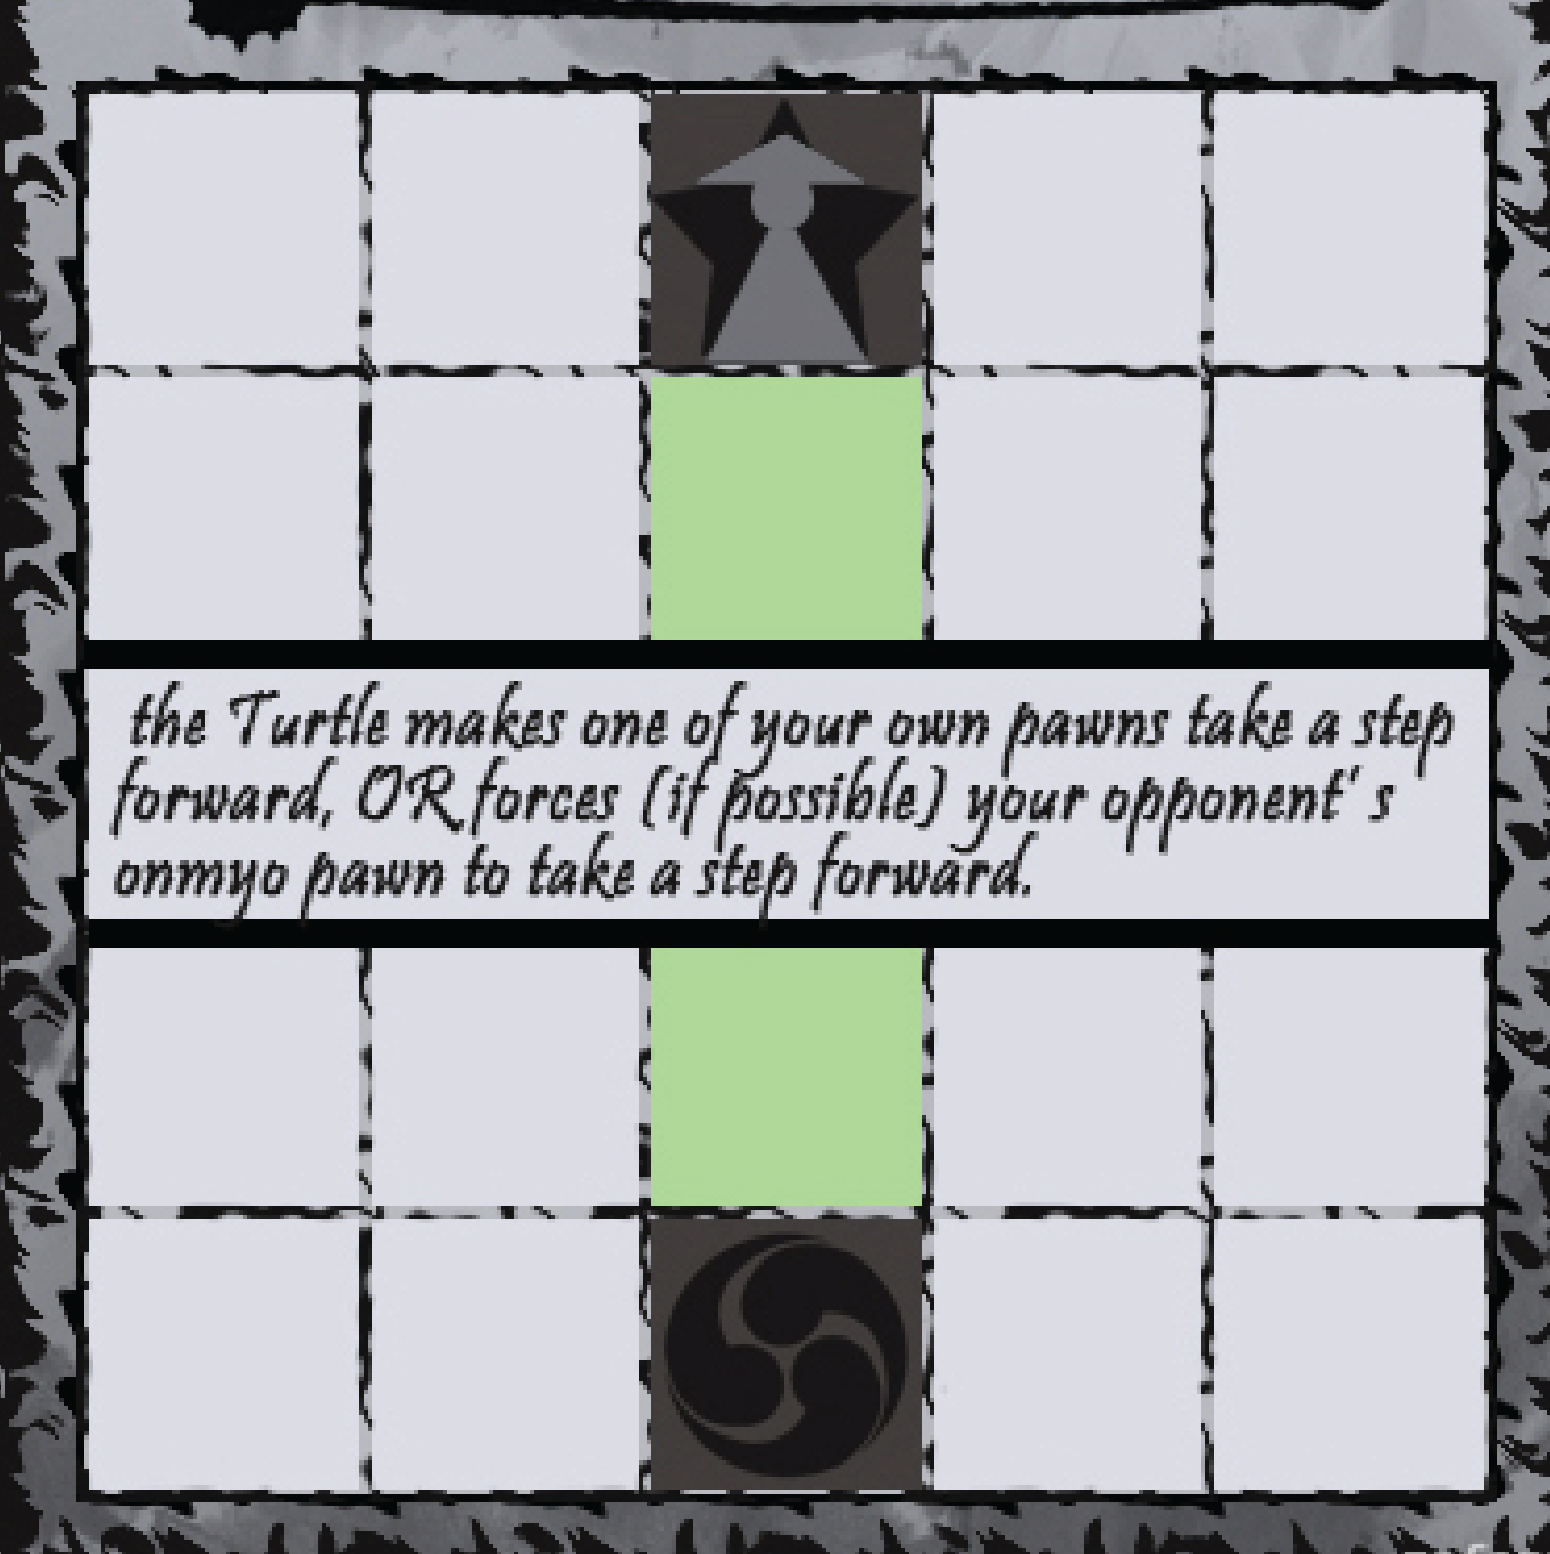 the Turtle makes one of your own pawns take a step
forward, OR forces (if possible) your opponent's
onmyo pawn to take a step forward.